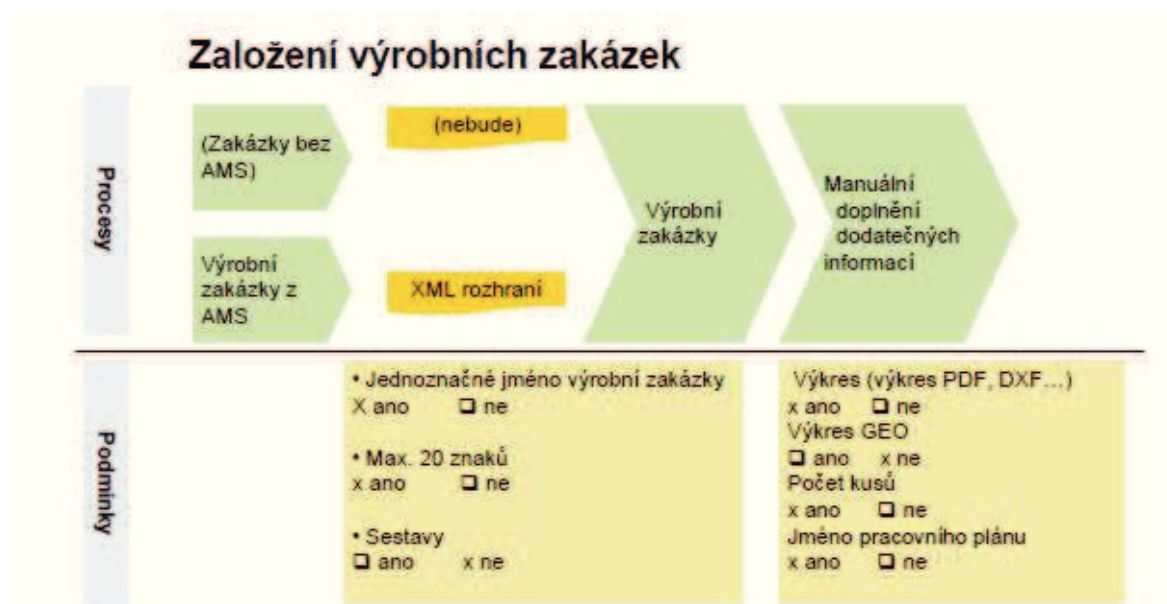 Založení výrobních zakázek
Procesy
(Zakázky bez
AMS)
(nebude)
Výrobní
zakázky z
AMS
XML rozhraní
Výrobní
zakázky
Manuální
doplnění
dodatečných
informací
Podmínky
• Jednoznačné jméno výrobní zakázky
X ano ❑ ne
• Max. 20 znaků
x ano ❑ ne
• Sestavy
❑ ano x ne
Výkres (výkres PDF, DXF…)
x ano ❑ ne
Výkres GEO
❑ ano x ne
Počet kusů
x ano ❑ ne
Jméno pracovního plánu
x ano ❑ ne